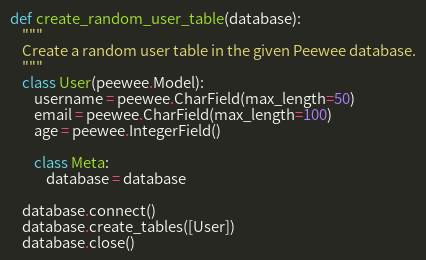 def create_random_user_table(database):
    """
    Create a random user table in the given Peewee database.
    """
    class User(peewee.Model):
        username = peewee.CharField(max_length=50)
        email = peewee.CharField(max_length=100)
        age = peewee.IntegerField()

        class Meta:
            database = database

    database.connect()
    database.create_tables([User])
    database.close()